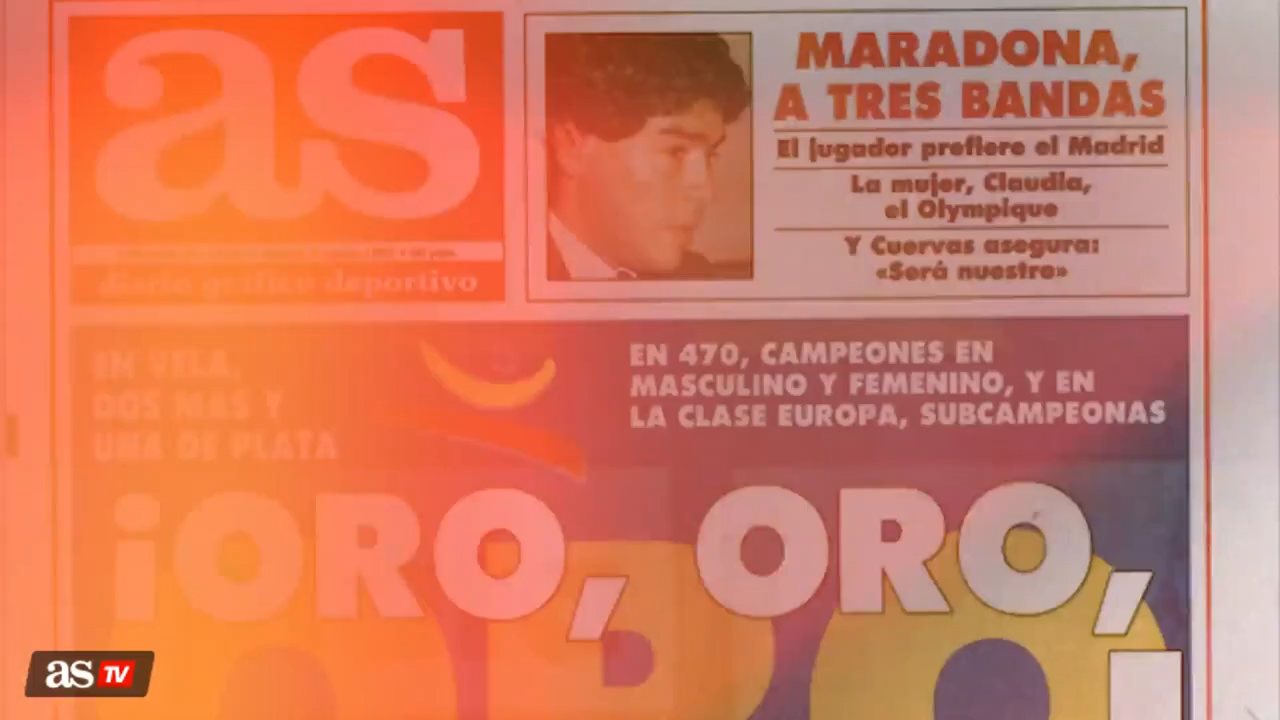 as
diario gráfico deportivo
MARADONA,
A TRES BANDAS
El jugador prefiere el Madrid
La mujer, Claudia,
el Olympique
Y Cuervas asegura:
«Será nuestro»
EN VELA,
DOS MAS Y
UNA DE PLATA
EN 470, CAMPEONES EN
MASCULINO Y FEMENINO, Y EN
LA CLASE EUROPA, SUBCAMPEONAS
¡ORO, ORO,
as TV